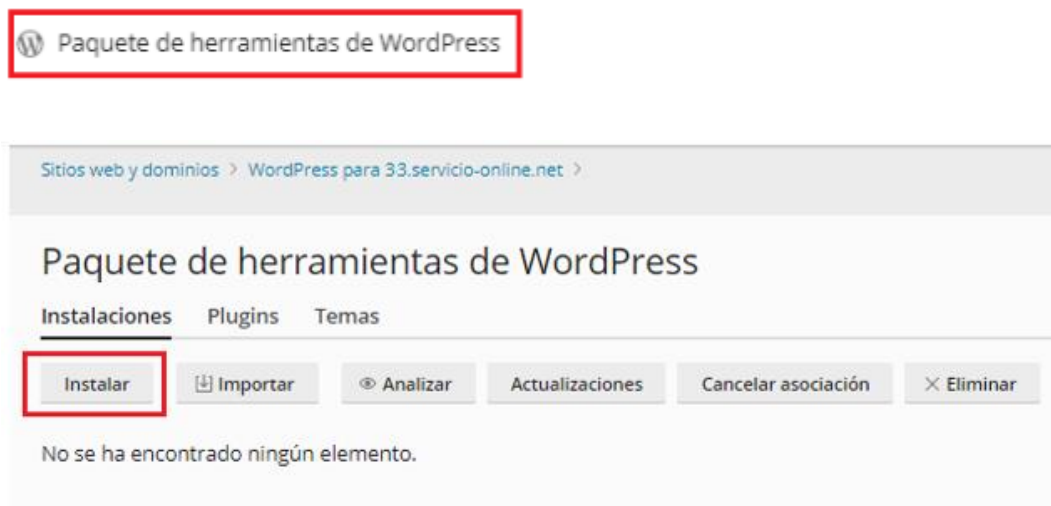 Paquete de herramientas de WordPress
Sitios web y dominios > WordPress para 33.servicio-online.net >
Paquete de herramientas de WordPress
Instalaciones Plugins Temas
Instalar Importar Analizar Actualizaciones Cancelar asociación Eliminar
No se ha encontrado ningún elemento.